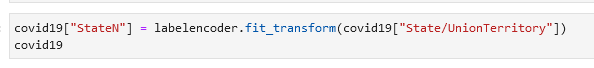 covid19["StateN"] = labelencoder.fit_transform(covid19["State/UnionTerritory"])
covid19